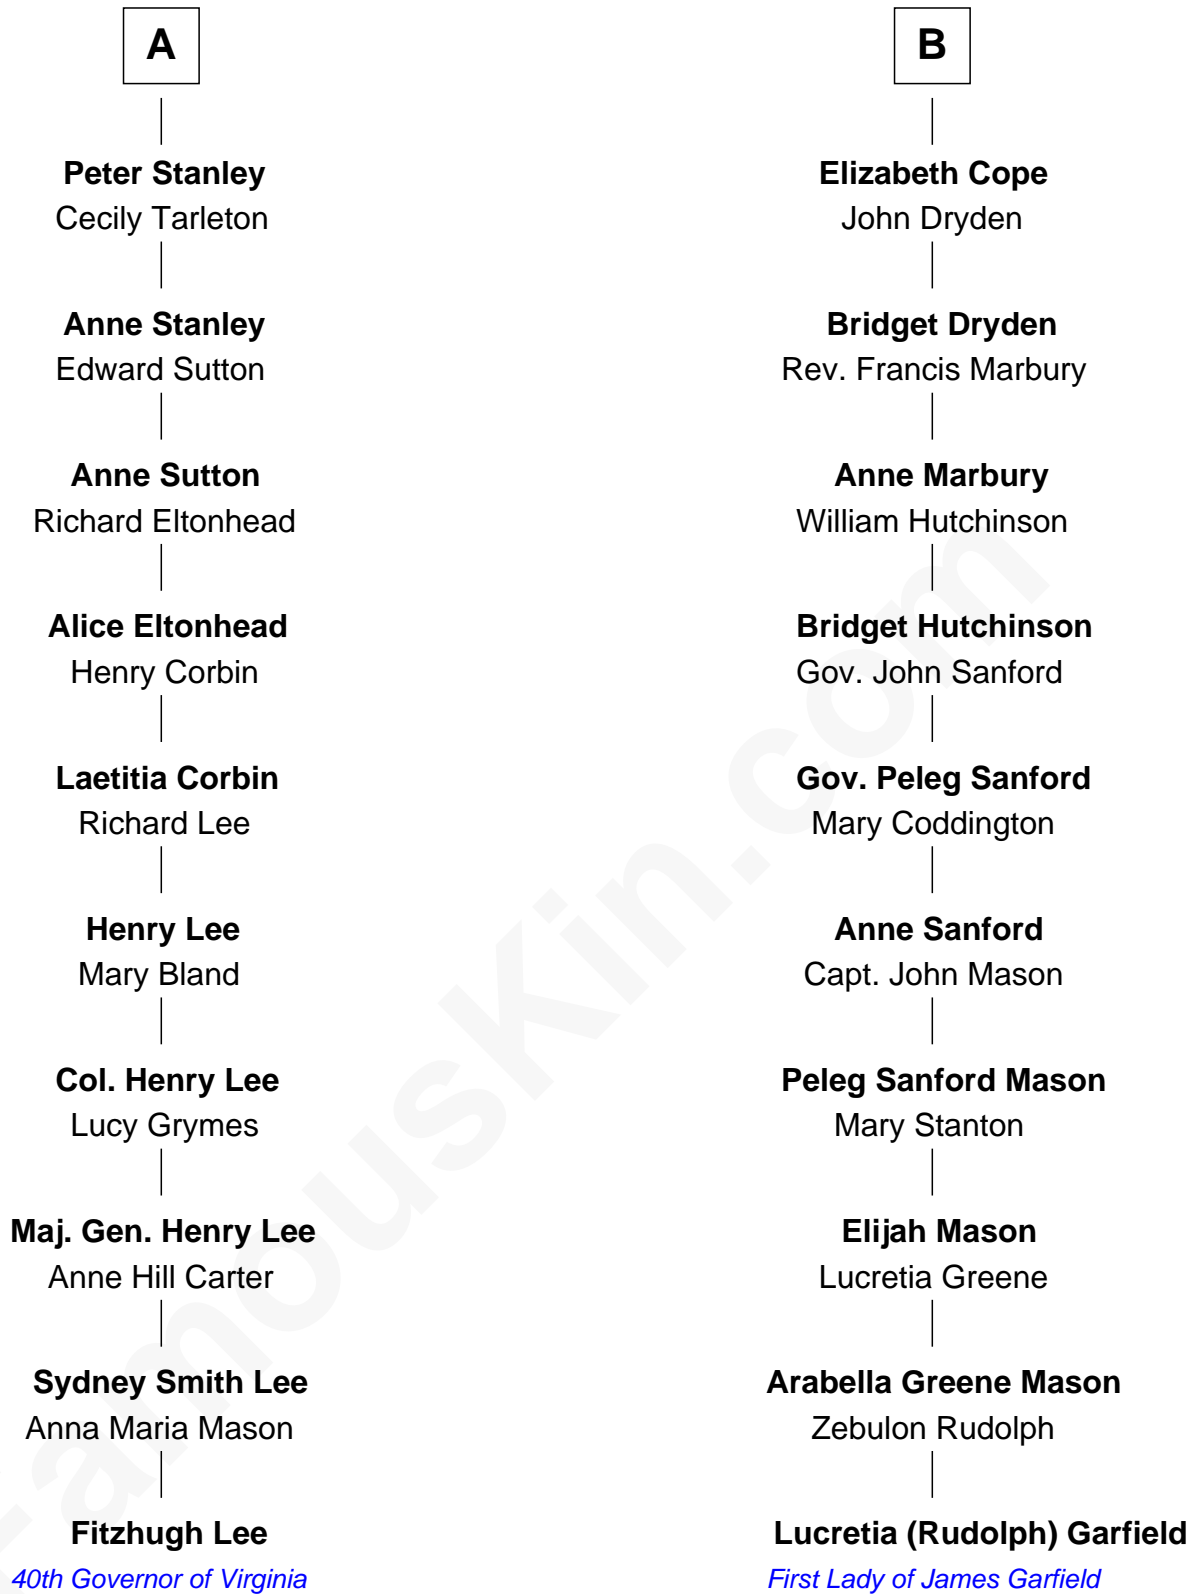 A
Peter Stanley
Cecily Tarleton
Anne Stanley
Edward Sutton
Anne Sutton
Richard Eltonhead
Alice Eltonhead
Henry Corbin
Laetitia Corbin
Richard Lee
Henry Lee
Mary Bland
Col. Henry Lee
Lucy Grymes
Maj. Gen. Henry Lee
Anne Hill Carter
Sydney Smith Lee
Anna Maria Mason
Fitzhugh Lee
40th Governor of Virginia
B
Elizabeth Cope
John Dryden
Bridget Dryden
Rev. Francis Marbury
Anne Marbury
William Hutchinson
Bridget Hutchinson
Gov. John Sanford
Gov. Peleg Sanford
Mary Coddington
Anne Sanford
Capt. John Mason
Peleg Sanford Mason
Mary Stanton
Elijah Mason
Lucretia Greene
Arabella Greene Mason
Zebulon Rudolph
Lucretia (Rudolph) Garfield
First Lady of James Garfield
FamousKin.com